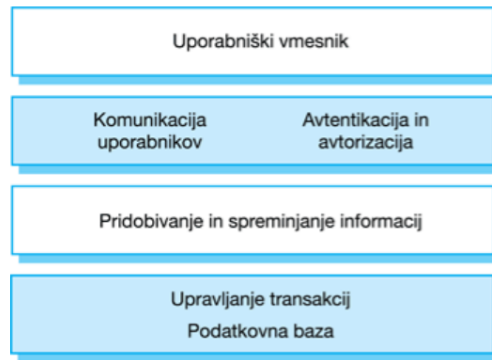 Uporabniški vmesnik
Komunikacija
uporabnikov
Avtentikacija in
avtorizacija
Pridobivanje in spreminjanje informacij
Upravljanje transakcij
Podatkovna baza